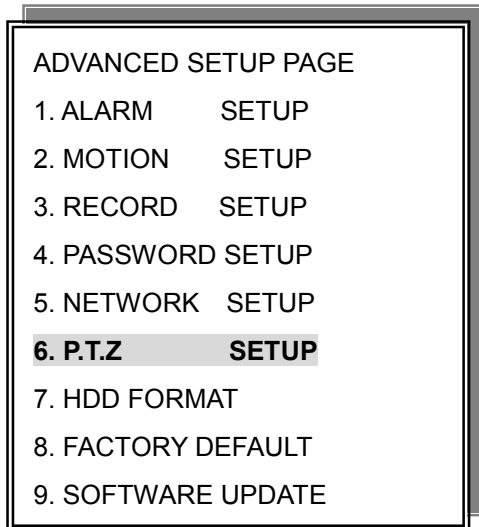 ADVANCED SETUP PAGE
1. ALARM SETUP
2. MOTION SETUP
3. RECORD SETUP
4. PASSWORD SETUP
5. NETWORK SETUP
6. P.T.Z SETUP
7. HDD FORMAT
8. FACTORY DEFAULT
9. SOFTWARE UPDATE